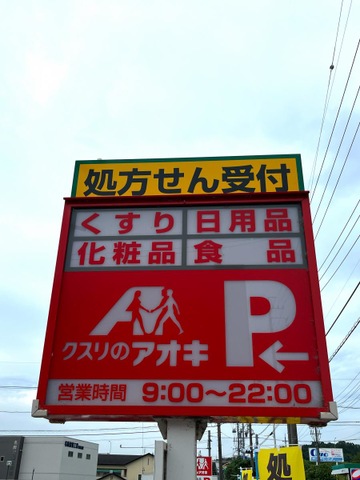 処方せん受付
くすり 日用品
化粧品 食品
P
クスリのアオキ
営業時間 9:00〜22:00
処